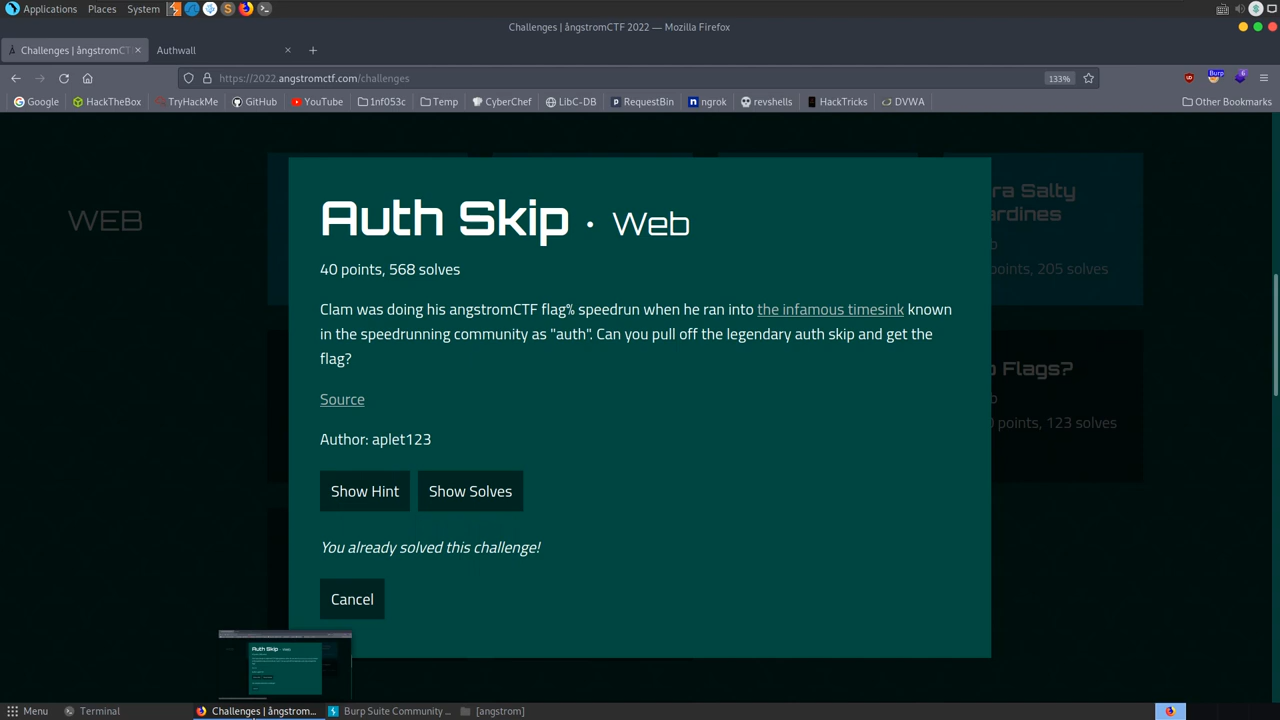 Applications Places System
Challenges | ångstromCTF 2022 — Mozilla Firefox
Challenges | ångstromCT × Authwall × +
https://2022.angstromctf.com/challenges 133% Burp 6
Google HackTheBox TryHackMe GitHub YouTube 1nf053c Temp CyberChef LibC-DB RequestBin ngrok revshells HackTricks DVWA Other Bookmarks
WEB
Auth Skip · Web
40 points, 568 solves
Clam was doing his angstromCTF flag% speedrun when he ran into the infamous timesink known
in the speedrunning community as "auth". Can you pull off the legendary auth skip and get the
flag?
Source
Author: aplet123
Show Hint Show Solves
You already solved this challenge!
Cancel
ra Salty
ardines
points, 205 solves
Flags?
points, 123 solves
Auth Skip · Web
Menu Terminal Challenges | ångstrom... Burp Suite Community ... [angstrom]